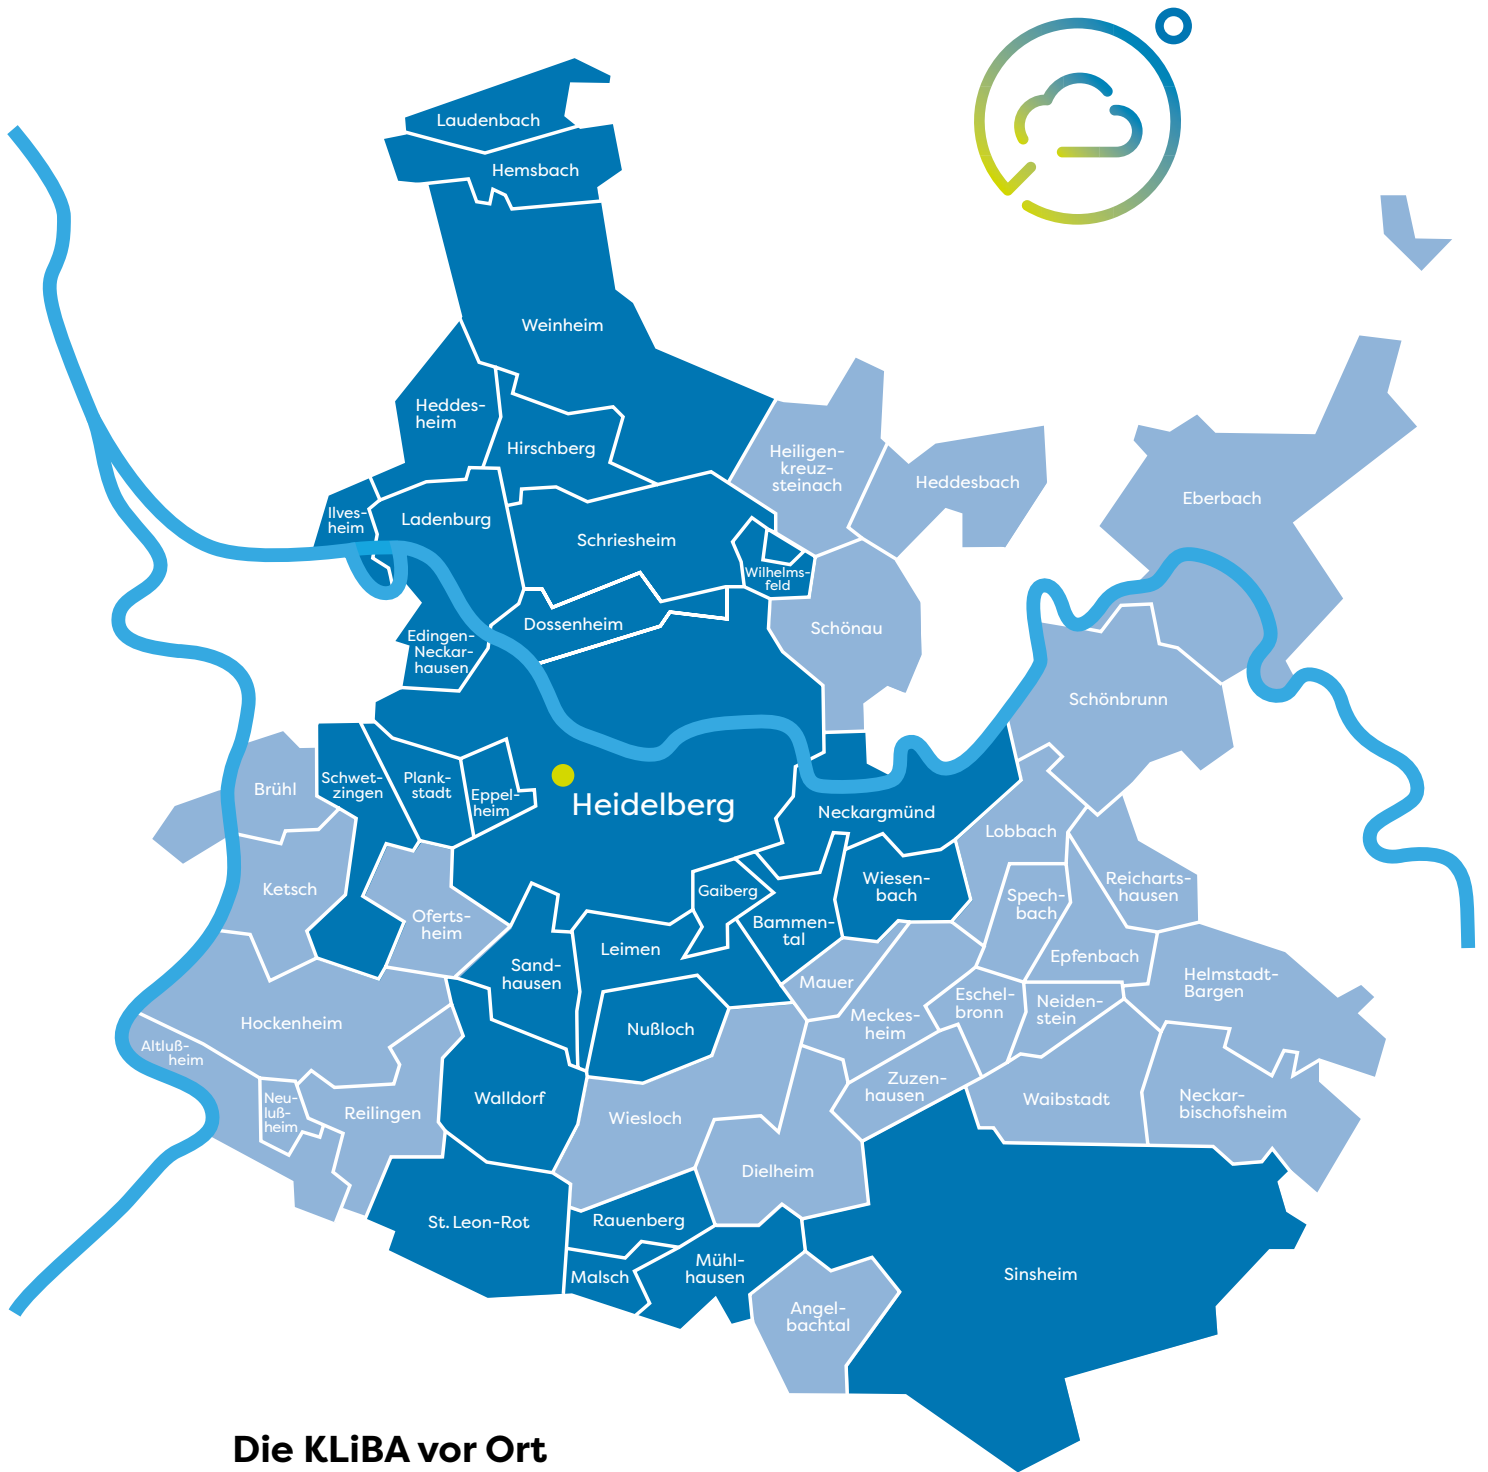 Laudenbach
Hemsbach
Weinheim
Heddes-
heim
Hirschberg
Heiligen-
kreuz-
steinach
Heddesbach
Eberbach
Ilves-
heim
Ladenburg
Schriesheim
Wilhelms-
feld
Dossenheim
Schönau
Edingen-
Neckar-
hausen
Schönbrunn
Brühl
Schwet-
zingen
Plank-
stadt
Eppel-
heim
Heidelberg
Neckargmünd
Lobbach
Ketsch
Oferts-
heim
Gaiberg
Wiesen-
bach
Spech-
bach
Reicharts-
hausen
Bammen-
tal
Leimen
Sand-
hausen
Epfenbach
Mauer
Helmstadt-
Bargen
Eschel-
bronn
Neiden-
stein
Meckes-
heim
Hockenheim
Nußloch
Altluß-
heim
Zuzen-
hausen
Neu-
luß-
heim
Reilingen
Walldorf
Wiesloch
Waibstadt
Neckar-
bischofsheim
Dielheim
St. Leon-Rot
Rauenberg
Malsch
Mühl-
hausen
Sinsheim
Angel-
bachtal
Die KLiBA vor Ort